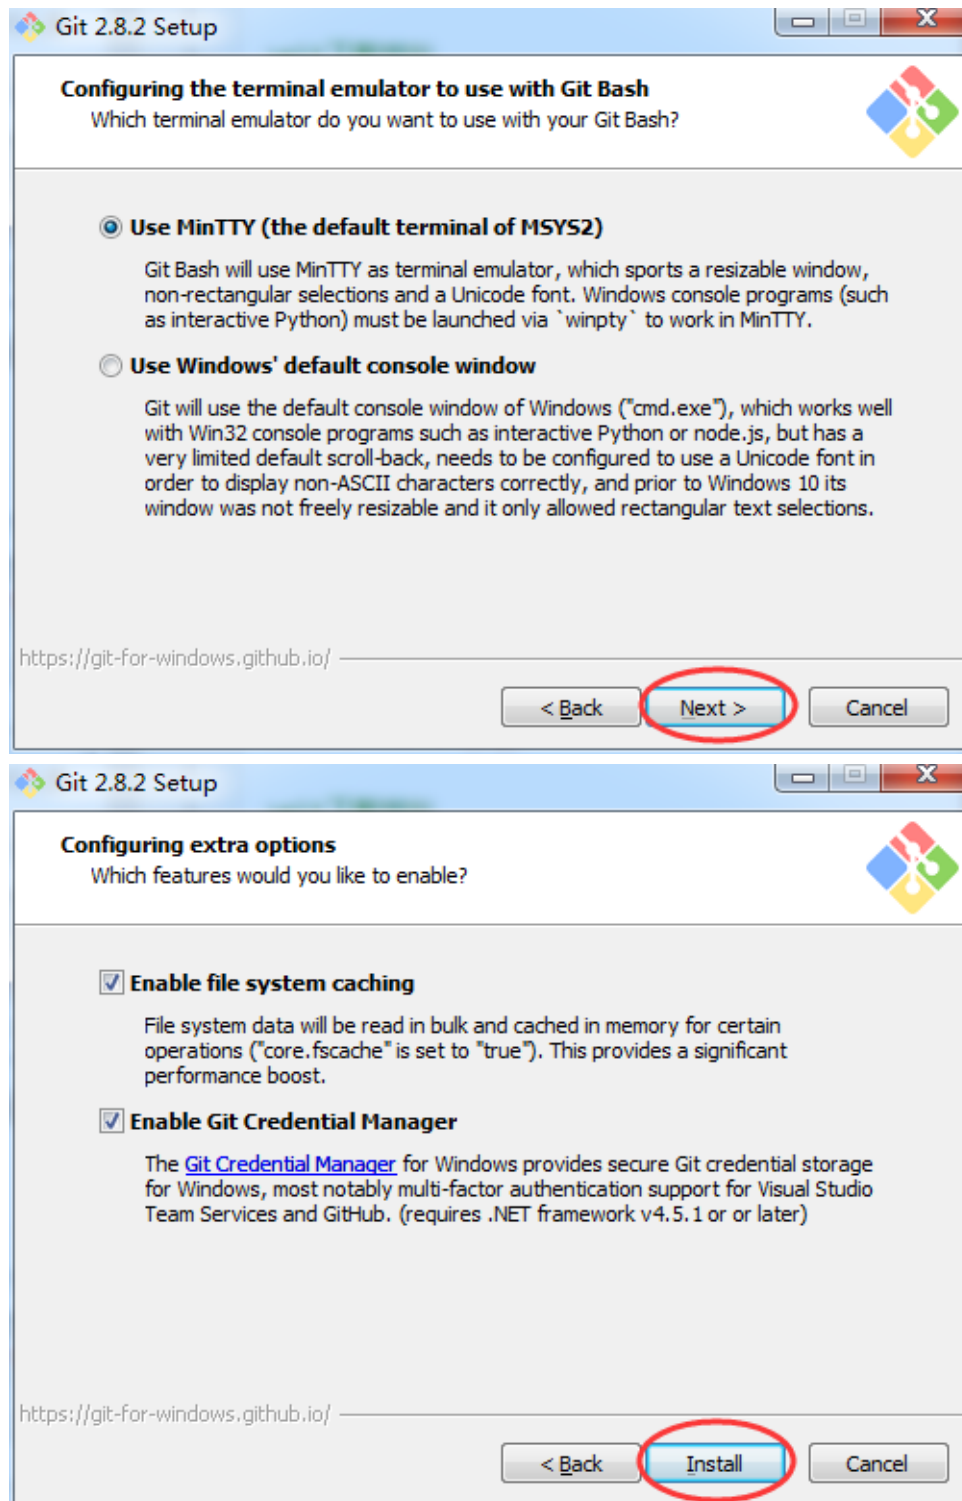 Git 2.8.2 Setup
Configuring the terminal emulator to use with Git Bash
Which terminal emulator do you want to use with your Git Bash?
Use MinTTY (the default terminal of MSYS2)
Git Bash will use MinTTY as terminal emulator, which sports a resizable window,
non-rectangular selections and a Unicode font. Windows console programs (such
as interactive Python) must be launched via `winpty` to work in MinTTY.
Use Windows' default console window
Git will use the default console window of Windows ("cmd.exe"), which works well
with Win32 console programs such as interactive Python or node.js, but has a
very limited default scroll-back, needs to be configured to use a Unicode font in
order to display non-ASCII characters correctly, and prior to Windows 10 its
window was not freely resizable and it only allowed rectangular text selections.
https://git-for-windows.github.io/
< Back Next > Cancel
Git 2.8.2 Setup
Configuring extra options
Which features would you like to enable?
Enable file system caching
File system data will be read in bulk and cached in memory for certain
operations ("core.fscache" is set to "true"). This provides a significant
performance boost.
Enable Git Credential Manager
The Git Credential Manager for Windows provides secure Git credential storage
for Windows, most notably multi-factor authentication support for Visual Studio
Team Services and GitHub. (requires .NET framework v4.5.1 or or later)
https://git-for-windows.github.io/
< Back Install Cancel